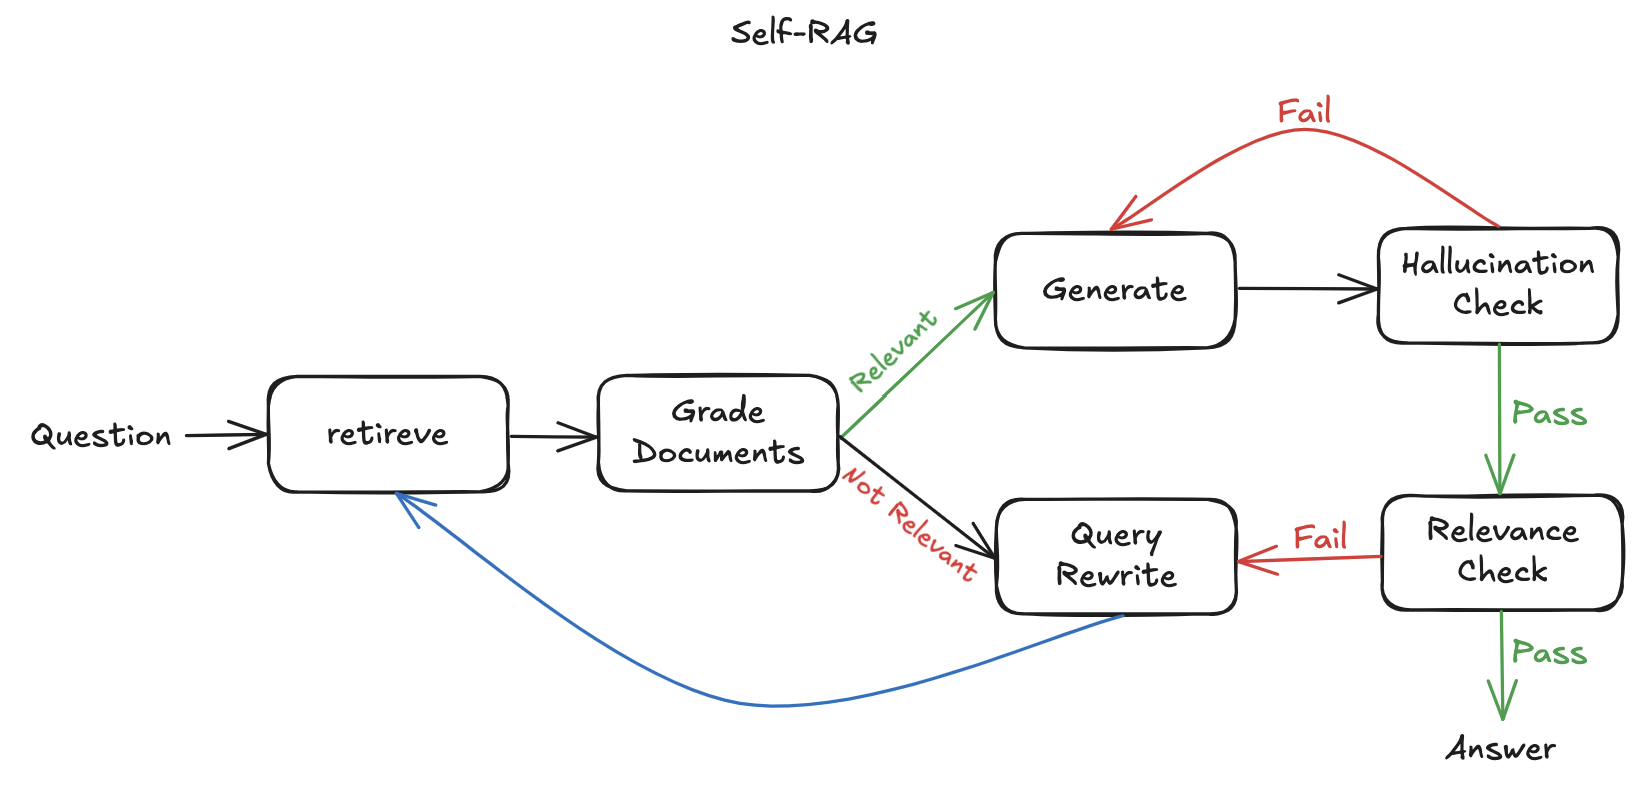 Self-RAG
Fail
Generate
Hallucination
Check
Relevant
Question
retireve
Grade
Documents
Pass
Not Relevant
Query
Rewrite
Fail
Relevance
Check
Pass
Answer